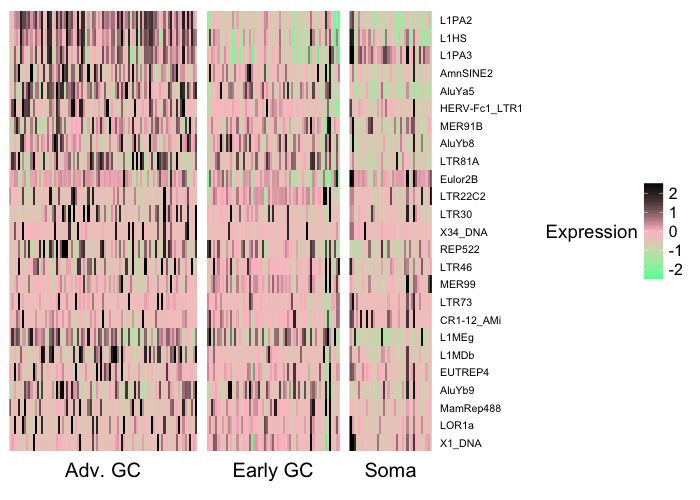 L1PA2
L1HS
L1PA3
AmnSINE2
AluYa5
HERV-Fc1_LTR1
MER91B
AluYb8
LTR81A
Eulor2B
LTR22C2
LTR30
X34_DNA
REP522
LTR46
MER99
LTR73
CR1-12_AMi
L1MEg
L1MDb
EUTREP4
AluYb9
MamRep488
LOR1a
X1_DNA
Adv. GC
Early GC
Soma
Expression
2
1
0
-1
-2